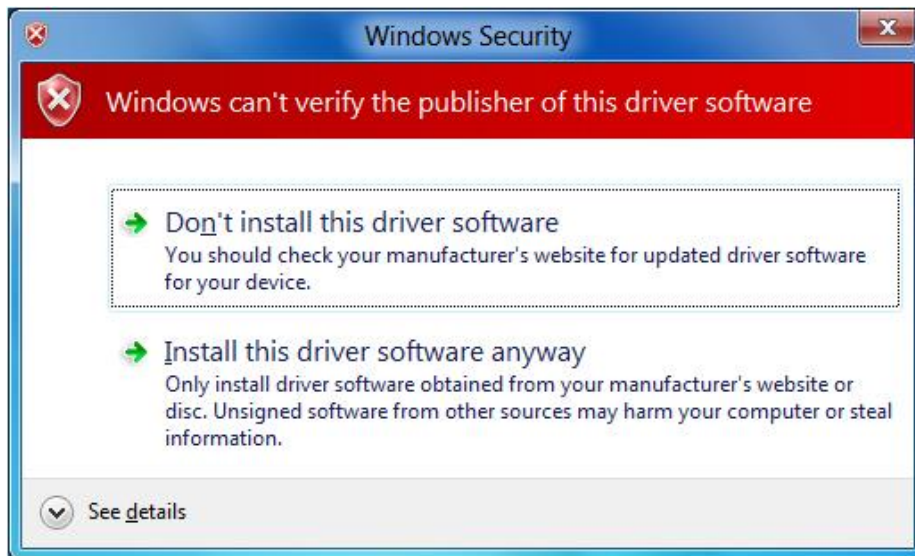 Windows Security
Windows can't verify the publisher of this driver software
Don't install this driver software
You should check your manufacturer's website for updated driver software
for your device.
Install this driver software anyway
Only install driver software obtained from your manufacturer's website or
disc. Unsigned software from other sources may harm your computer or steal
information.
See details